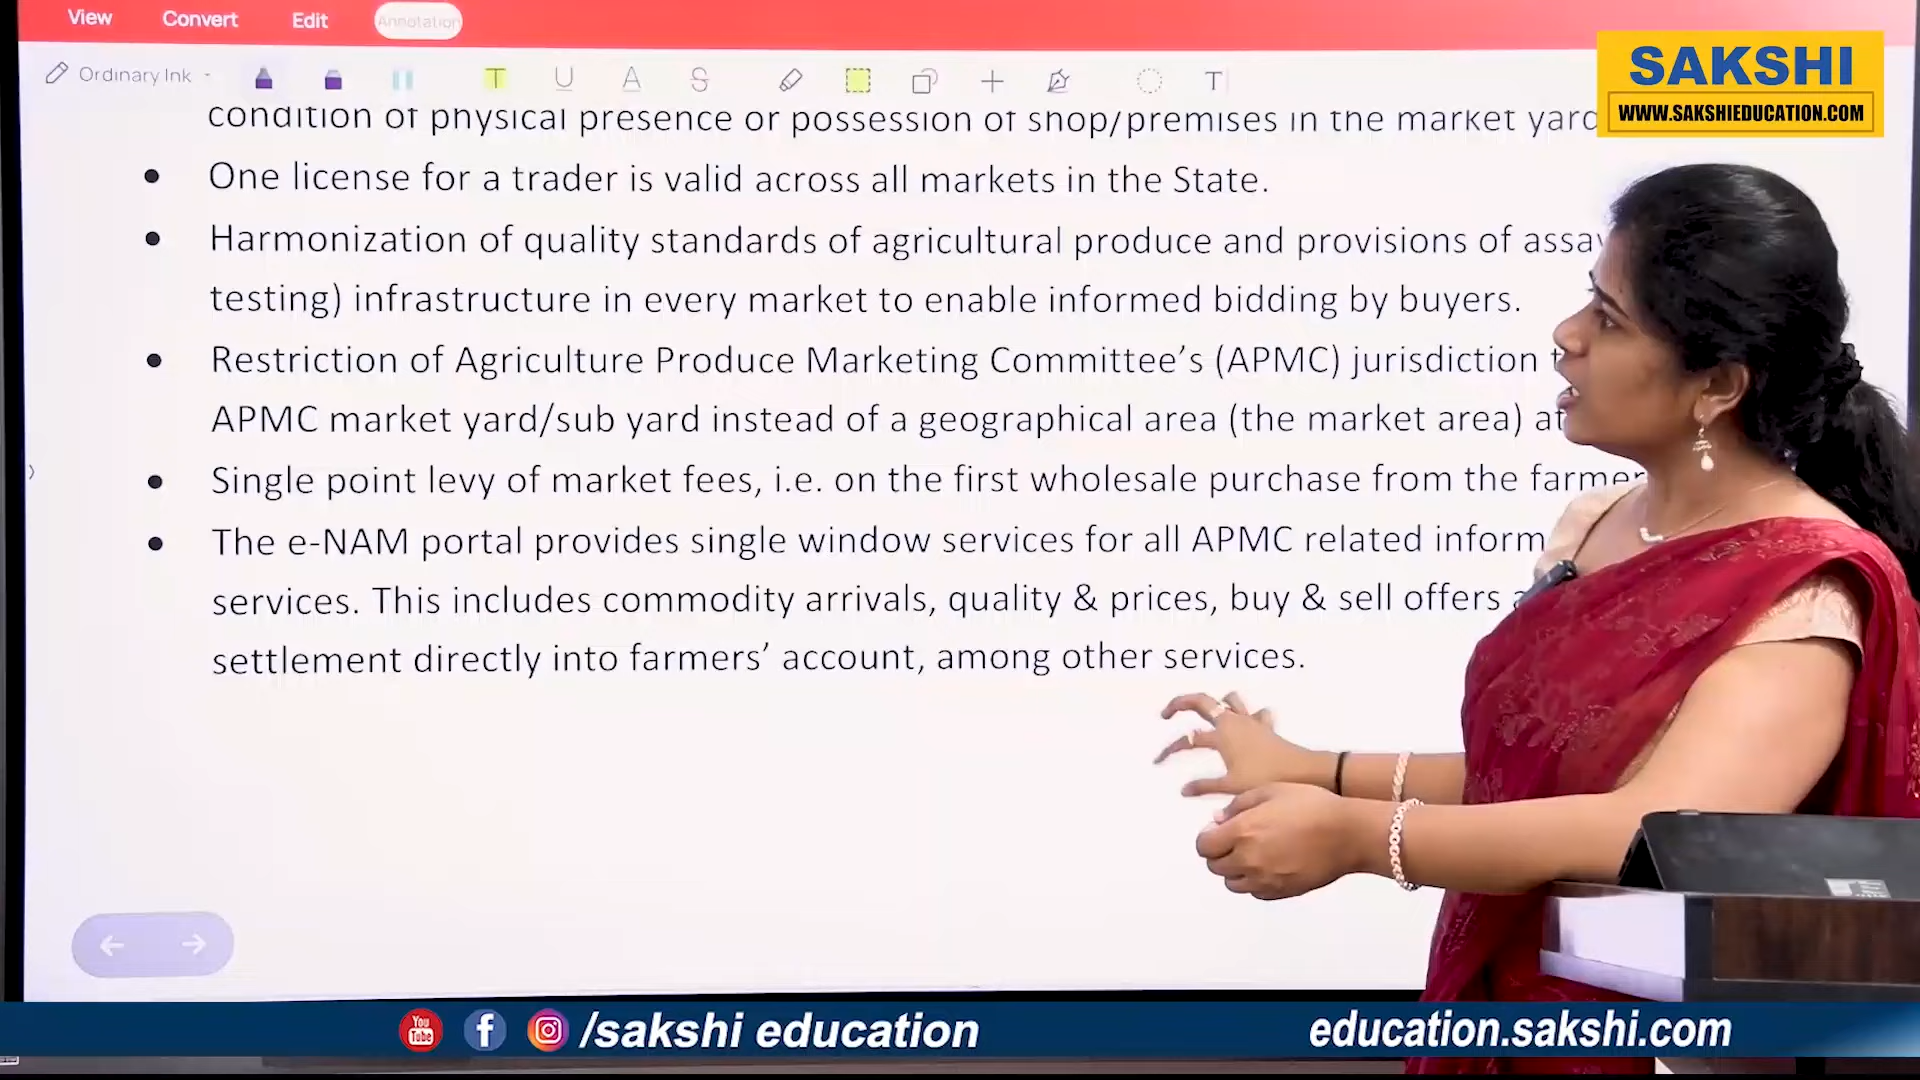 View Convert Edit Annotation
Ordinary Ink
SAKSHI
WWW.SAKSHIEDUCATION.COM
condition of physical presence or possession of shop/premises in the market yard
One license for a trader is valid across all markets in the State.
Harmonization of quality standards of agricultural produce and provisions of
testing) infrastructure in every market to enable informed bidding by buyers.
Restriction of Agriculture Produce Marketing Committee’s (APMC) jurisdiction
APMC market yard/sub yard instead of a geographical area (the market area) at
Single point levy of market fees, i.e. on the first wholesale purchase from the farmer
The e-NAM portal provides single window services for all APMC related
services. This includes commodity arrivals, quality & prices, buy & sell offers
settlement directly into farmers’ account, among other services.
You Tube
/sakshi education
education.sakshi.com